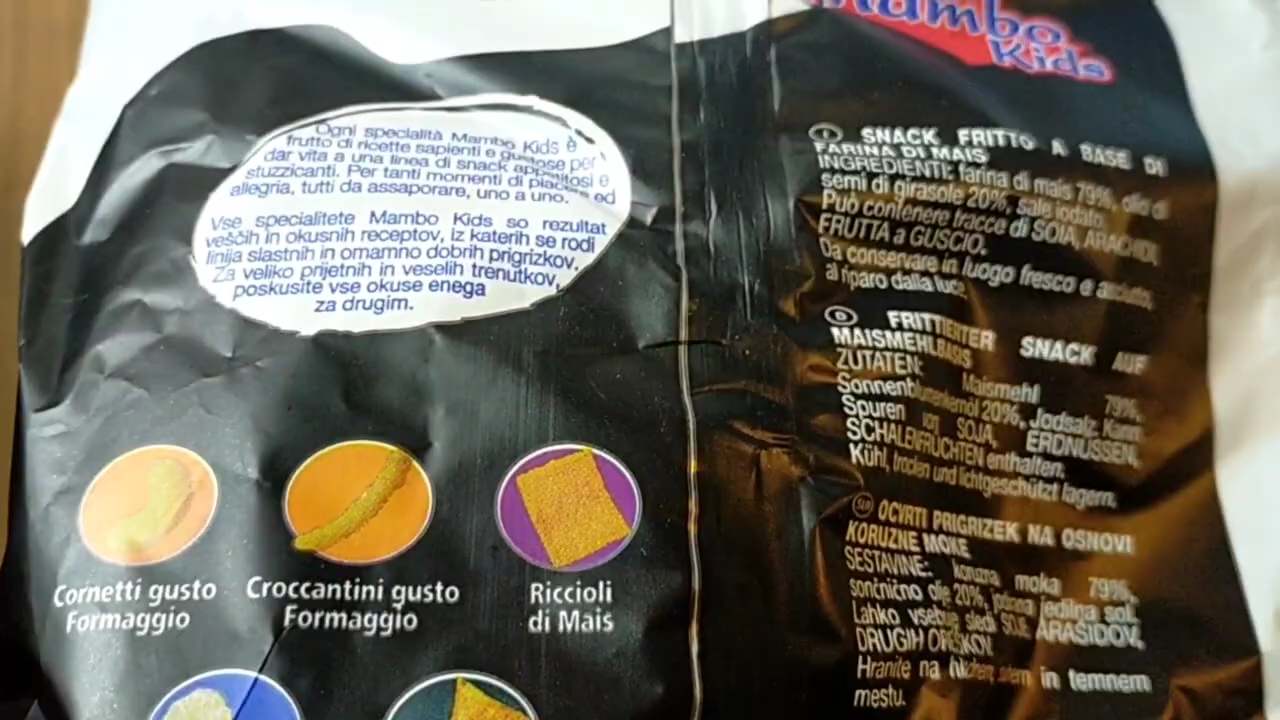 Mambo
Kids
Ogni specialità Mambo Kids è
frutto di ricette sapienti e gustose per
dar vita a una linea di snack appetitosi e
stuzzicanti. Per tanti momenti di piacere ed
allegria, tutti da assaporare, uno a uno.
Vse specialitete Mambo Kids so rezultat
veščih in okusnih receptov, iz katerih se rodi
linija slastnih in omamno dobrih prigrizkov.
Za veliko prijetnih in veselih trenutkov,
poskusite vse okuse enega
za drugim.
Cornetti gusto
Formaggio
Croccantini gusto
Formaggio
Riccioli
di Mais
I SNACK FRITTO A BASE DI
FARINA DI MAIS
INGREDIENTI: farina di mais 79%, olio di
semi di girasole 20%, sale iodato.
Può contenere tracce di SOIA, ARACHIDI,
FRUTTA a GUSCIO.
Da conservare in luogo fresco e asciutto,
al riparo dalla luce.
D FRITTIERTER SNACK AUF
MAISMEHLBASIS
ZUTATEN: Maismehl 79%,
Sonnenblumenkernöl 20%, Jodsalz. Kann
Spuren von SOJA, ERDNÜSSEN,
SCHALENFRÜCHTEN enthalten.
Kühl, trocken und lichtgeschützt lagern.
SLO OCVRTI PRIGRIZEK NA OSNOVI
KORUZNE MOKE
SESTAVINE: koruzna moka 79%,
sončnično olje 20%, jodirana jedilna sol.
Lahko vsebuje sledi SOJE, ARAŠIDOV,
DRUGIH OREŠKOV.
Hranite na in temnem
mestu.